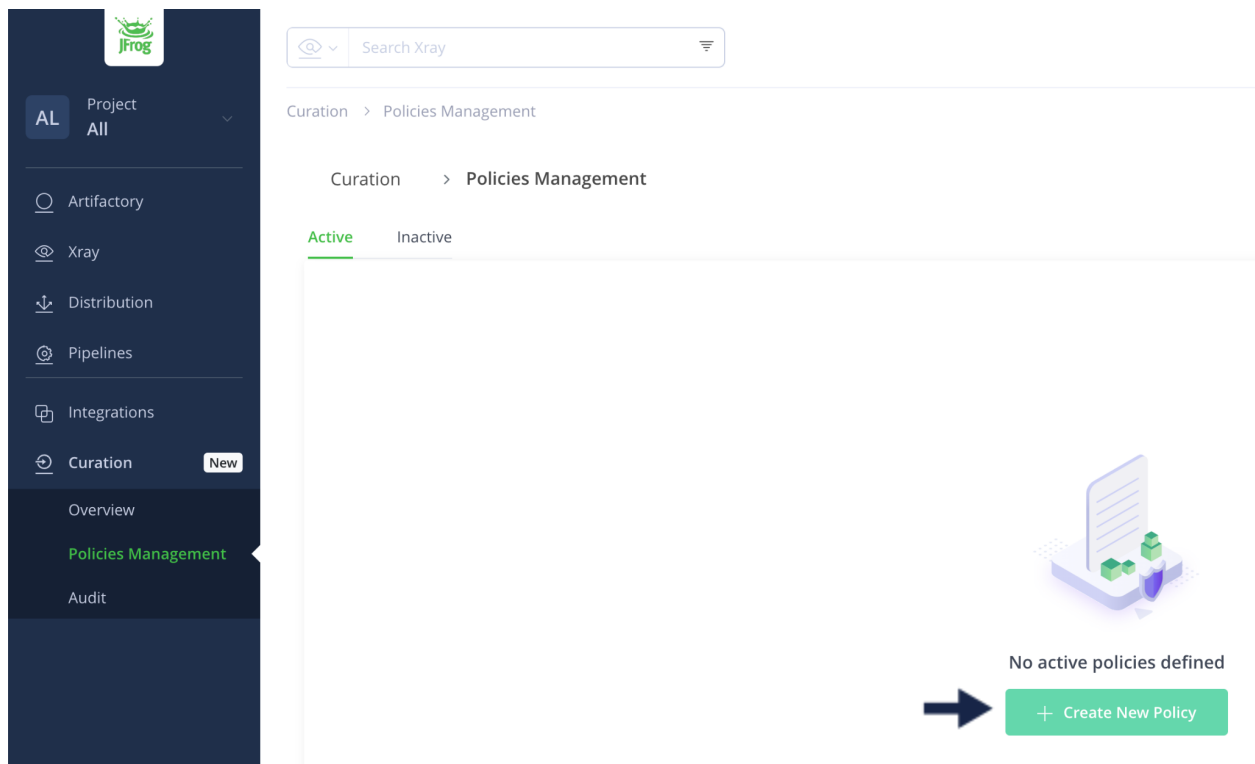 JFrog
AL
Project
All
Artifactory
Xray
Distribution
Pipelines
Integrations
Curation New
Overview
Policies Management
Audit
Search Xray
Curation > Policies Management
Curation > Policies Management
Active Inactive
No active policies defined
+ Create New Policy